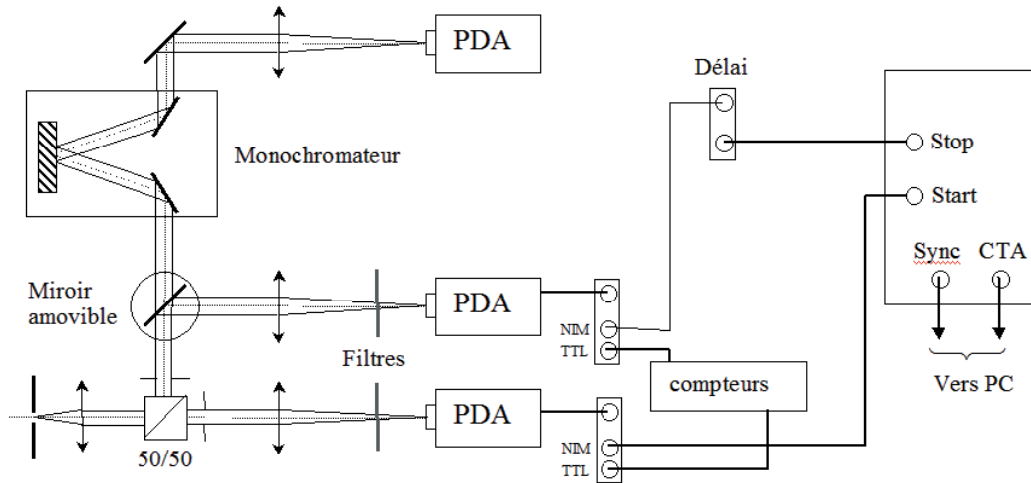 PDA
Délai
Monochromateur
Stop
Start
Sync CTA
Miroir
amovible
PDA
NIM
TTL
Filtres
compteurs
Vers PC
PDA
NIM
TTL
50/50